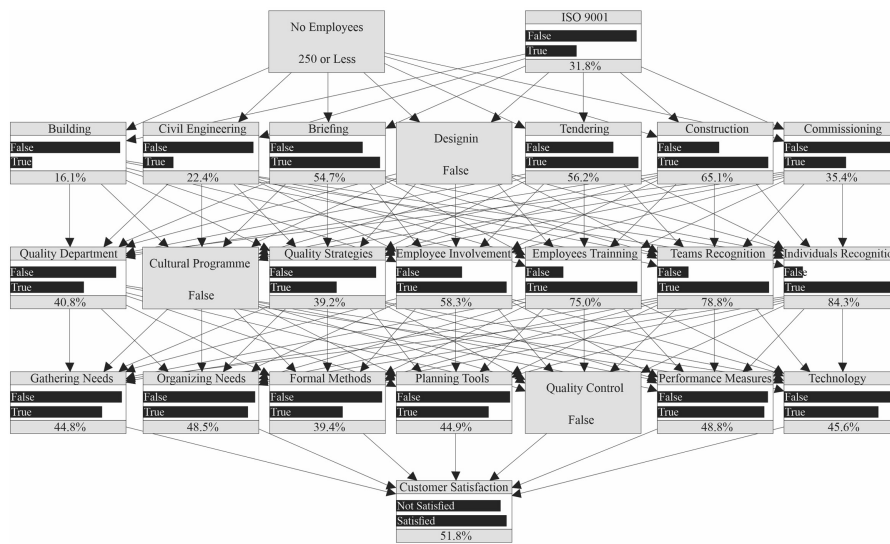 No Employees
250 or Less
ISO 9001
False
True
31.8%
Building
False
True
16.1%
Civil Engineering
False
True
22.4%
Briefing
False
True
54.7%
Designin
False
Tendering
False
True
56.2%
Construction
False
True
65.1%
Commissioning
False
True
35.4%
Quality Department
False
True
40.8%
Cultural Programme
False
Quality Strategies
False
True
39.2%
Employee Involvement
False
True
58.3%
Employees Trainning
False
True
75.0%
Teams Recognition
False
True
78.8%
Individuals Recognition
False
True
84.3%
Gathering Needs
False
True
44.8%
Organizing Needs
False
True
48.5%
Formal Methods
False
True
39.4%
Planning Tools
False
True
44.9%
Quality Control
False
Performance Measures
False
True
48.8%
Technology
False
True
45.6%
Customer Satisfaction
Not Satisfied
Satisfied
51.8%